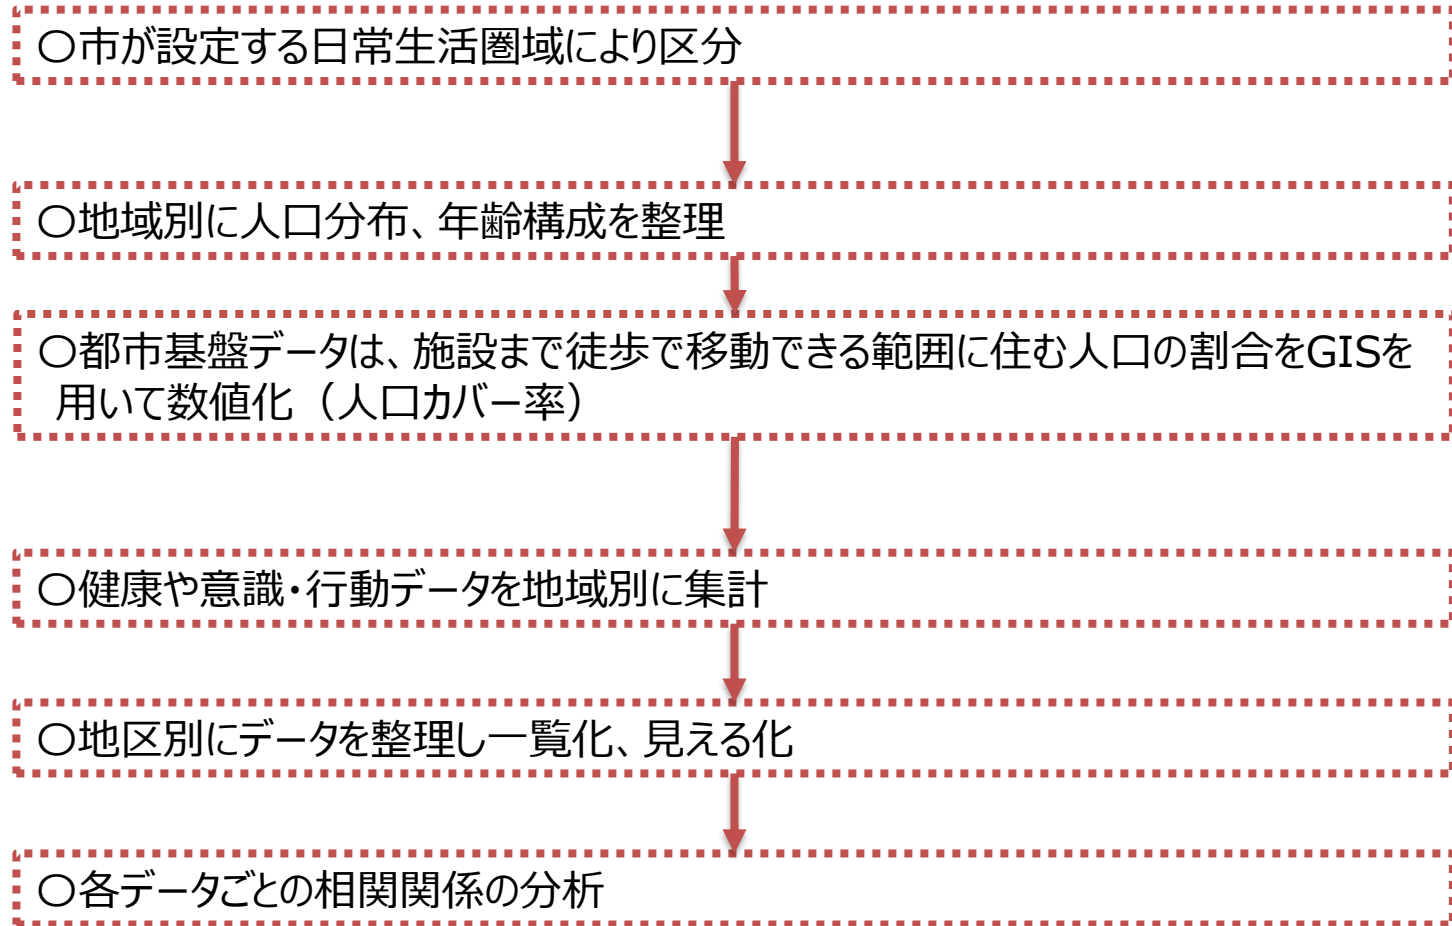 〇市が設定する日常生活圏域により区分
〇地域別に人口分布、年齢構成を整理
〇都市基盤データは、施設まで徒歩で移動できる範囲に住む人口の割合をGISを
用いて数値化（人口カバー率）
〇健康や意識・行動データを地域別に集計
〇地区別にデータを整理し一覧化、見える化
〇各データごとの相関関係の分析